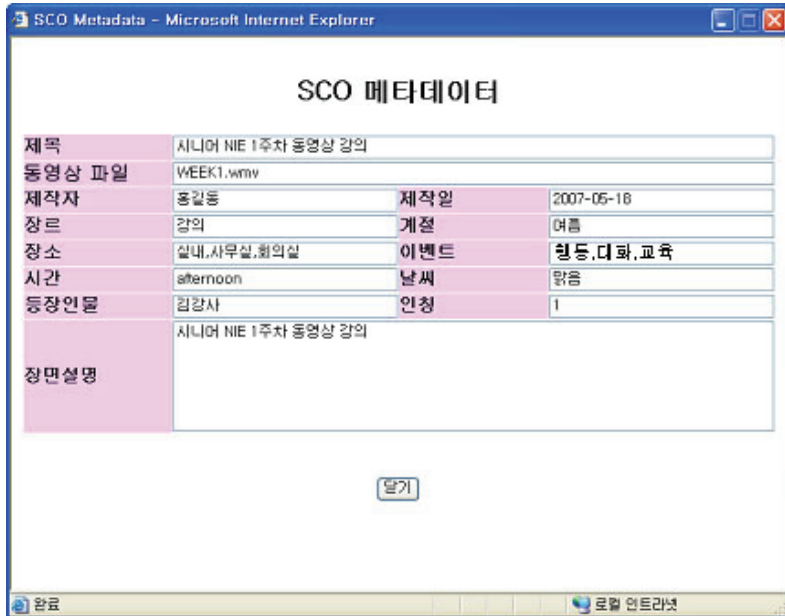 SCO Metadata - Microsoft Internet Explorer
SCO 메타데이터
제목 시니어 NIE 1주차 동영상 강의
동영상 파일 WEEK1.wmv
제작자 홍길동 제작일 2007-05-18
장르 강의 계절 여름
장소 실내,사무실,회의실 이벤트 행동,대화,교육
시간 afternoon 날씨 맑음
등장인물 김강사 인칭 1
장면설명 시니어 NIE 1주차 동영상 강의
닫기
완료 로컬 인트라넷